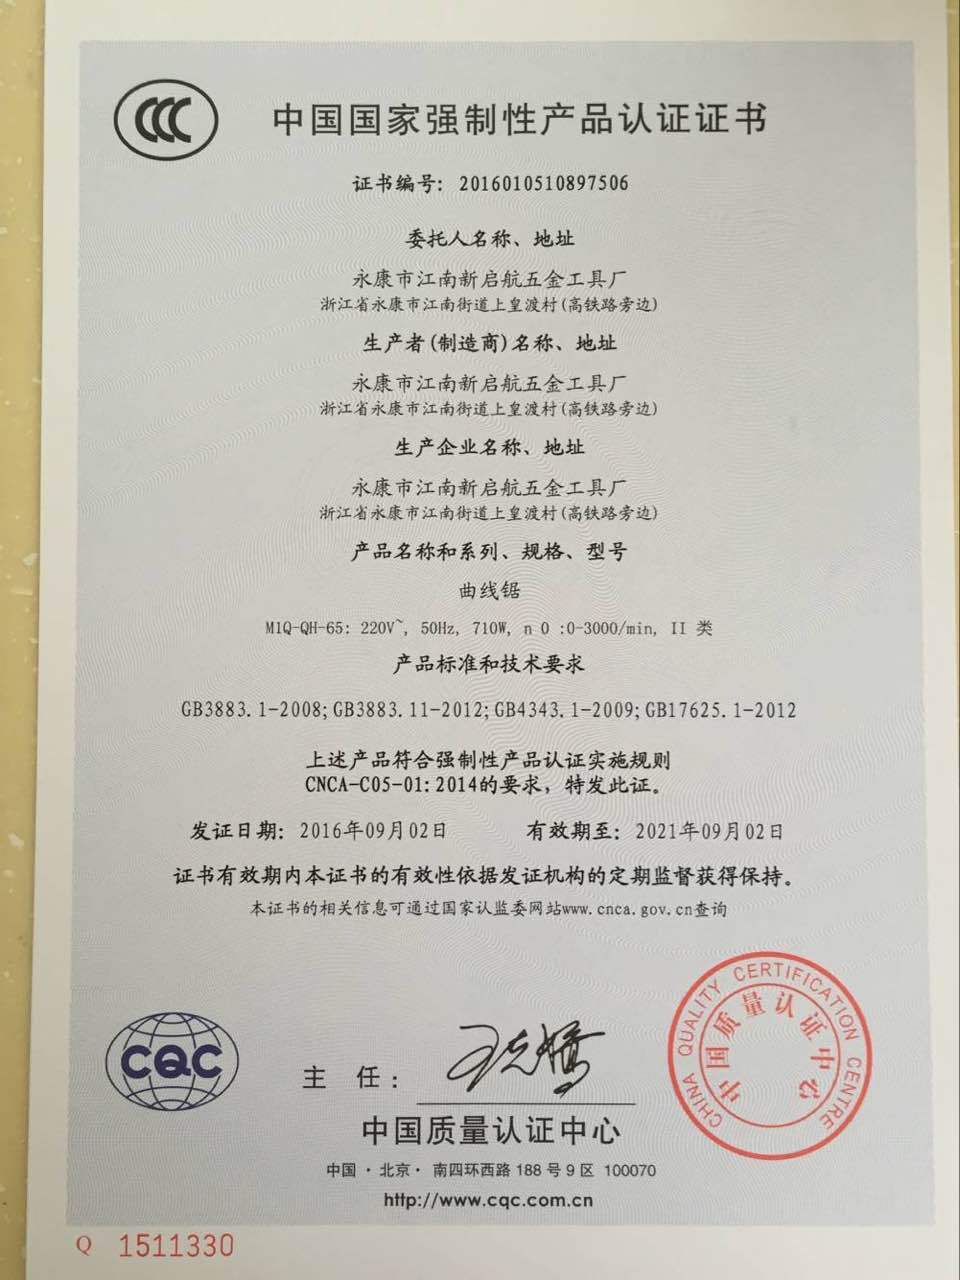 CCC
中国国家强制性产品认证证书
证书编号: 2016010510897506
委托人名称、地址
永康市江南新启航五金工具厂
浙江省永康市江南街道上皇渡村(高铁路旁边)
生产者(制造商)名称、地址
永康市江南新启航五金工具厂
浙江省永康市江南街道上皇渡村(高铁路旁边)
生产企业名称、地址
永康市江南新启航五金工具厂
浙江省永康市江南街道上皇渡村(高铁路旁边)
产品名称和系列、规格、型号
曲线锯
M1Q-QH-65: 220V~, 50Hz, 710W, n 0 :0-3000/min, II 类
产品标准和技术要求
GB3883.1-2008;GB3883.11-2012;GB4343.1-2009;GB17625.1-2012
上述产品符合强制性产品认证实施规则
CNCA-C05-01:2014的要求，特发此证。
发证日期: 2016年09月02日 有效期至: 2021年09月02日
证书有效期内本证书的有效性依据发证机构的定期监督获得保持。
本证书的相关信息可通过国家认监委网站www.cnca.gov.cn查询
CQC
主 任:
CHINA QUALITY CERTIFICATION CENTRE
中国质量认证中心
中国质量认证中心
中国·北京· 南四环西路 188 号 9 区 100070
http://www.cqc.com.cn
Q 1511330